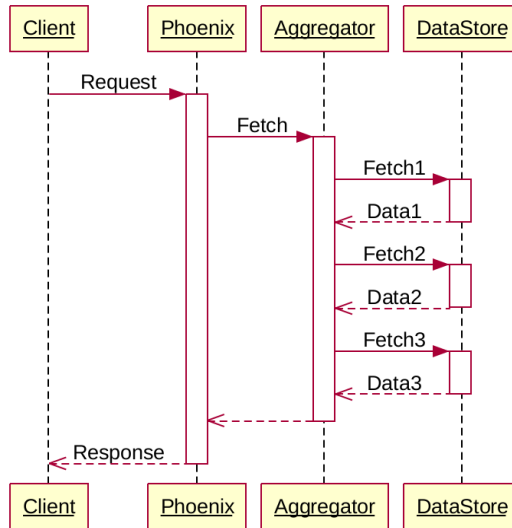 Client
Phoenix
Aggregator
DataStore
Request
Fetch
Fetch1
Data1
Fetch2
Data2
Fetch3
Data3
Response
Client
Phoenix
Aggregator
DataStore